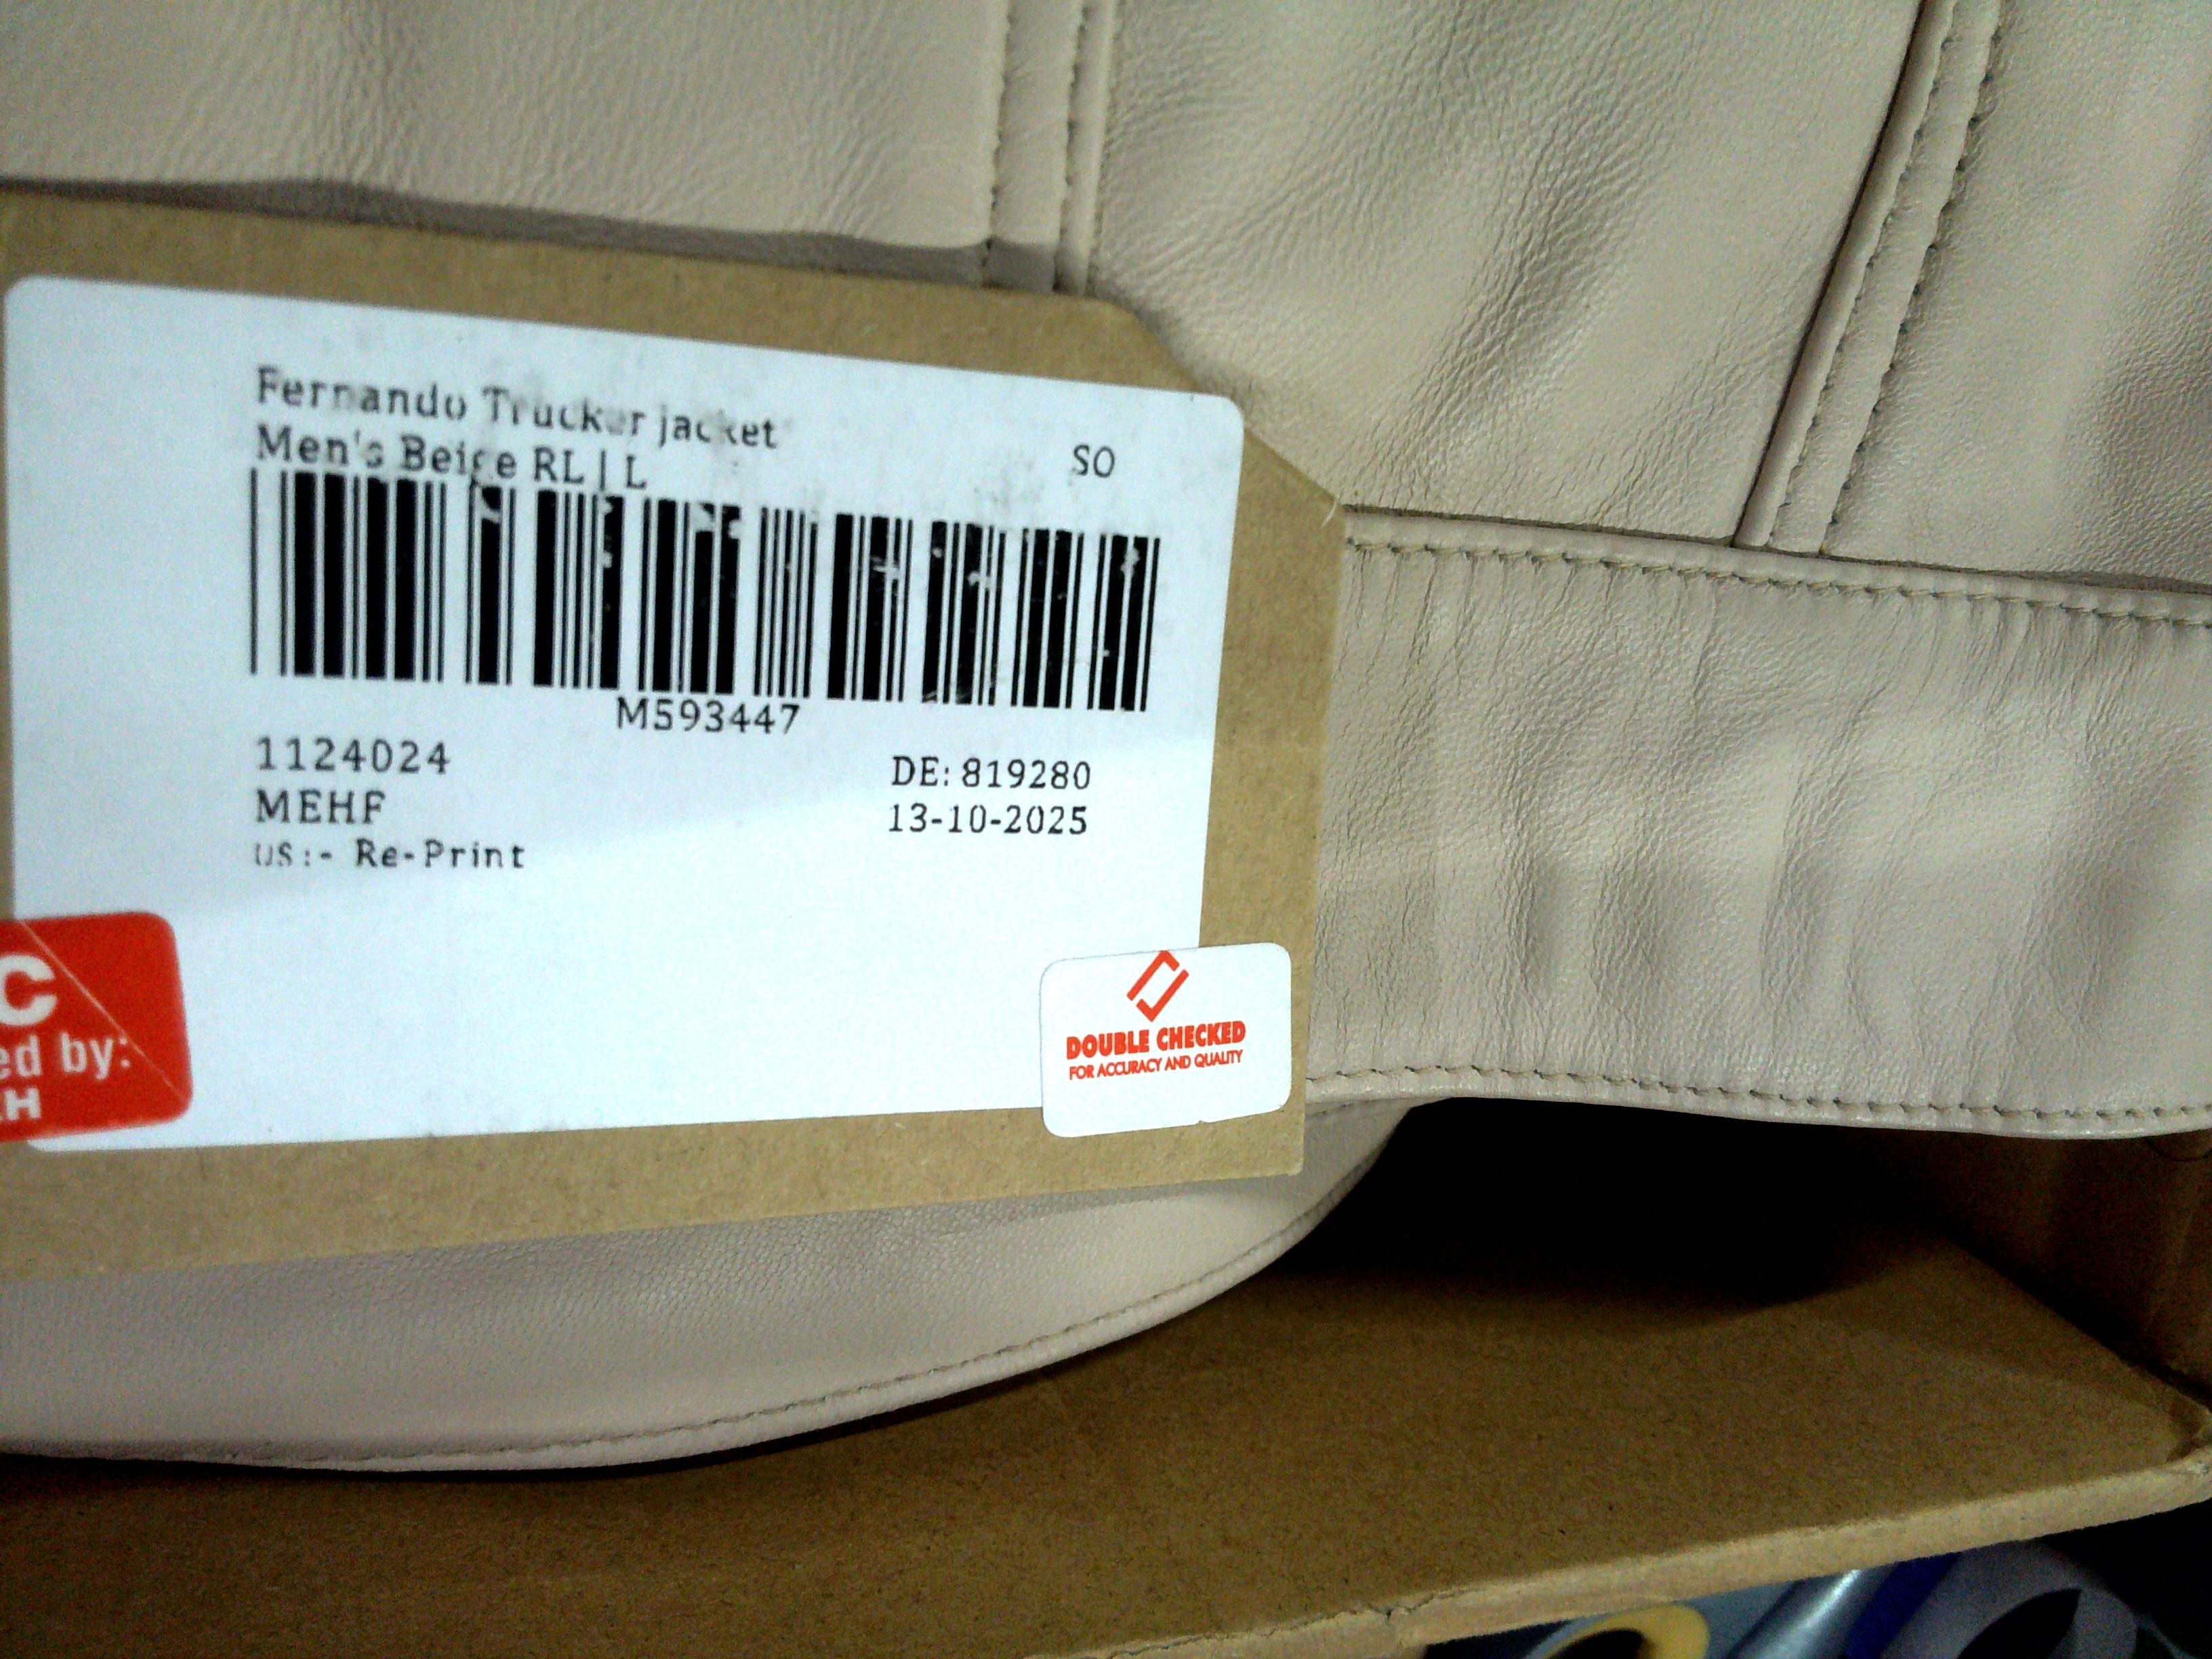 Fernando Trucker jacket
Men's Beige RL | L
SO
M593447
1124024
DE: 819280
MEHF
13-10-2025
US:- Re-Print
C
ed by:
H
DOUBLE CHECKED
FOR ACCURACY AND QUALITY